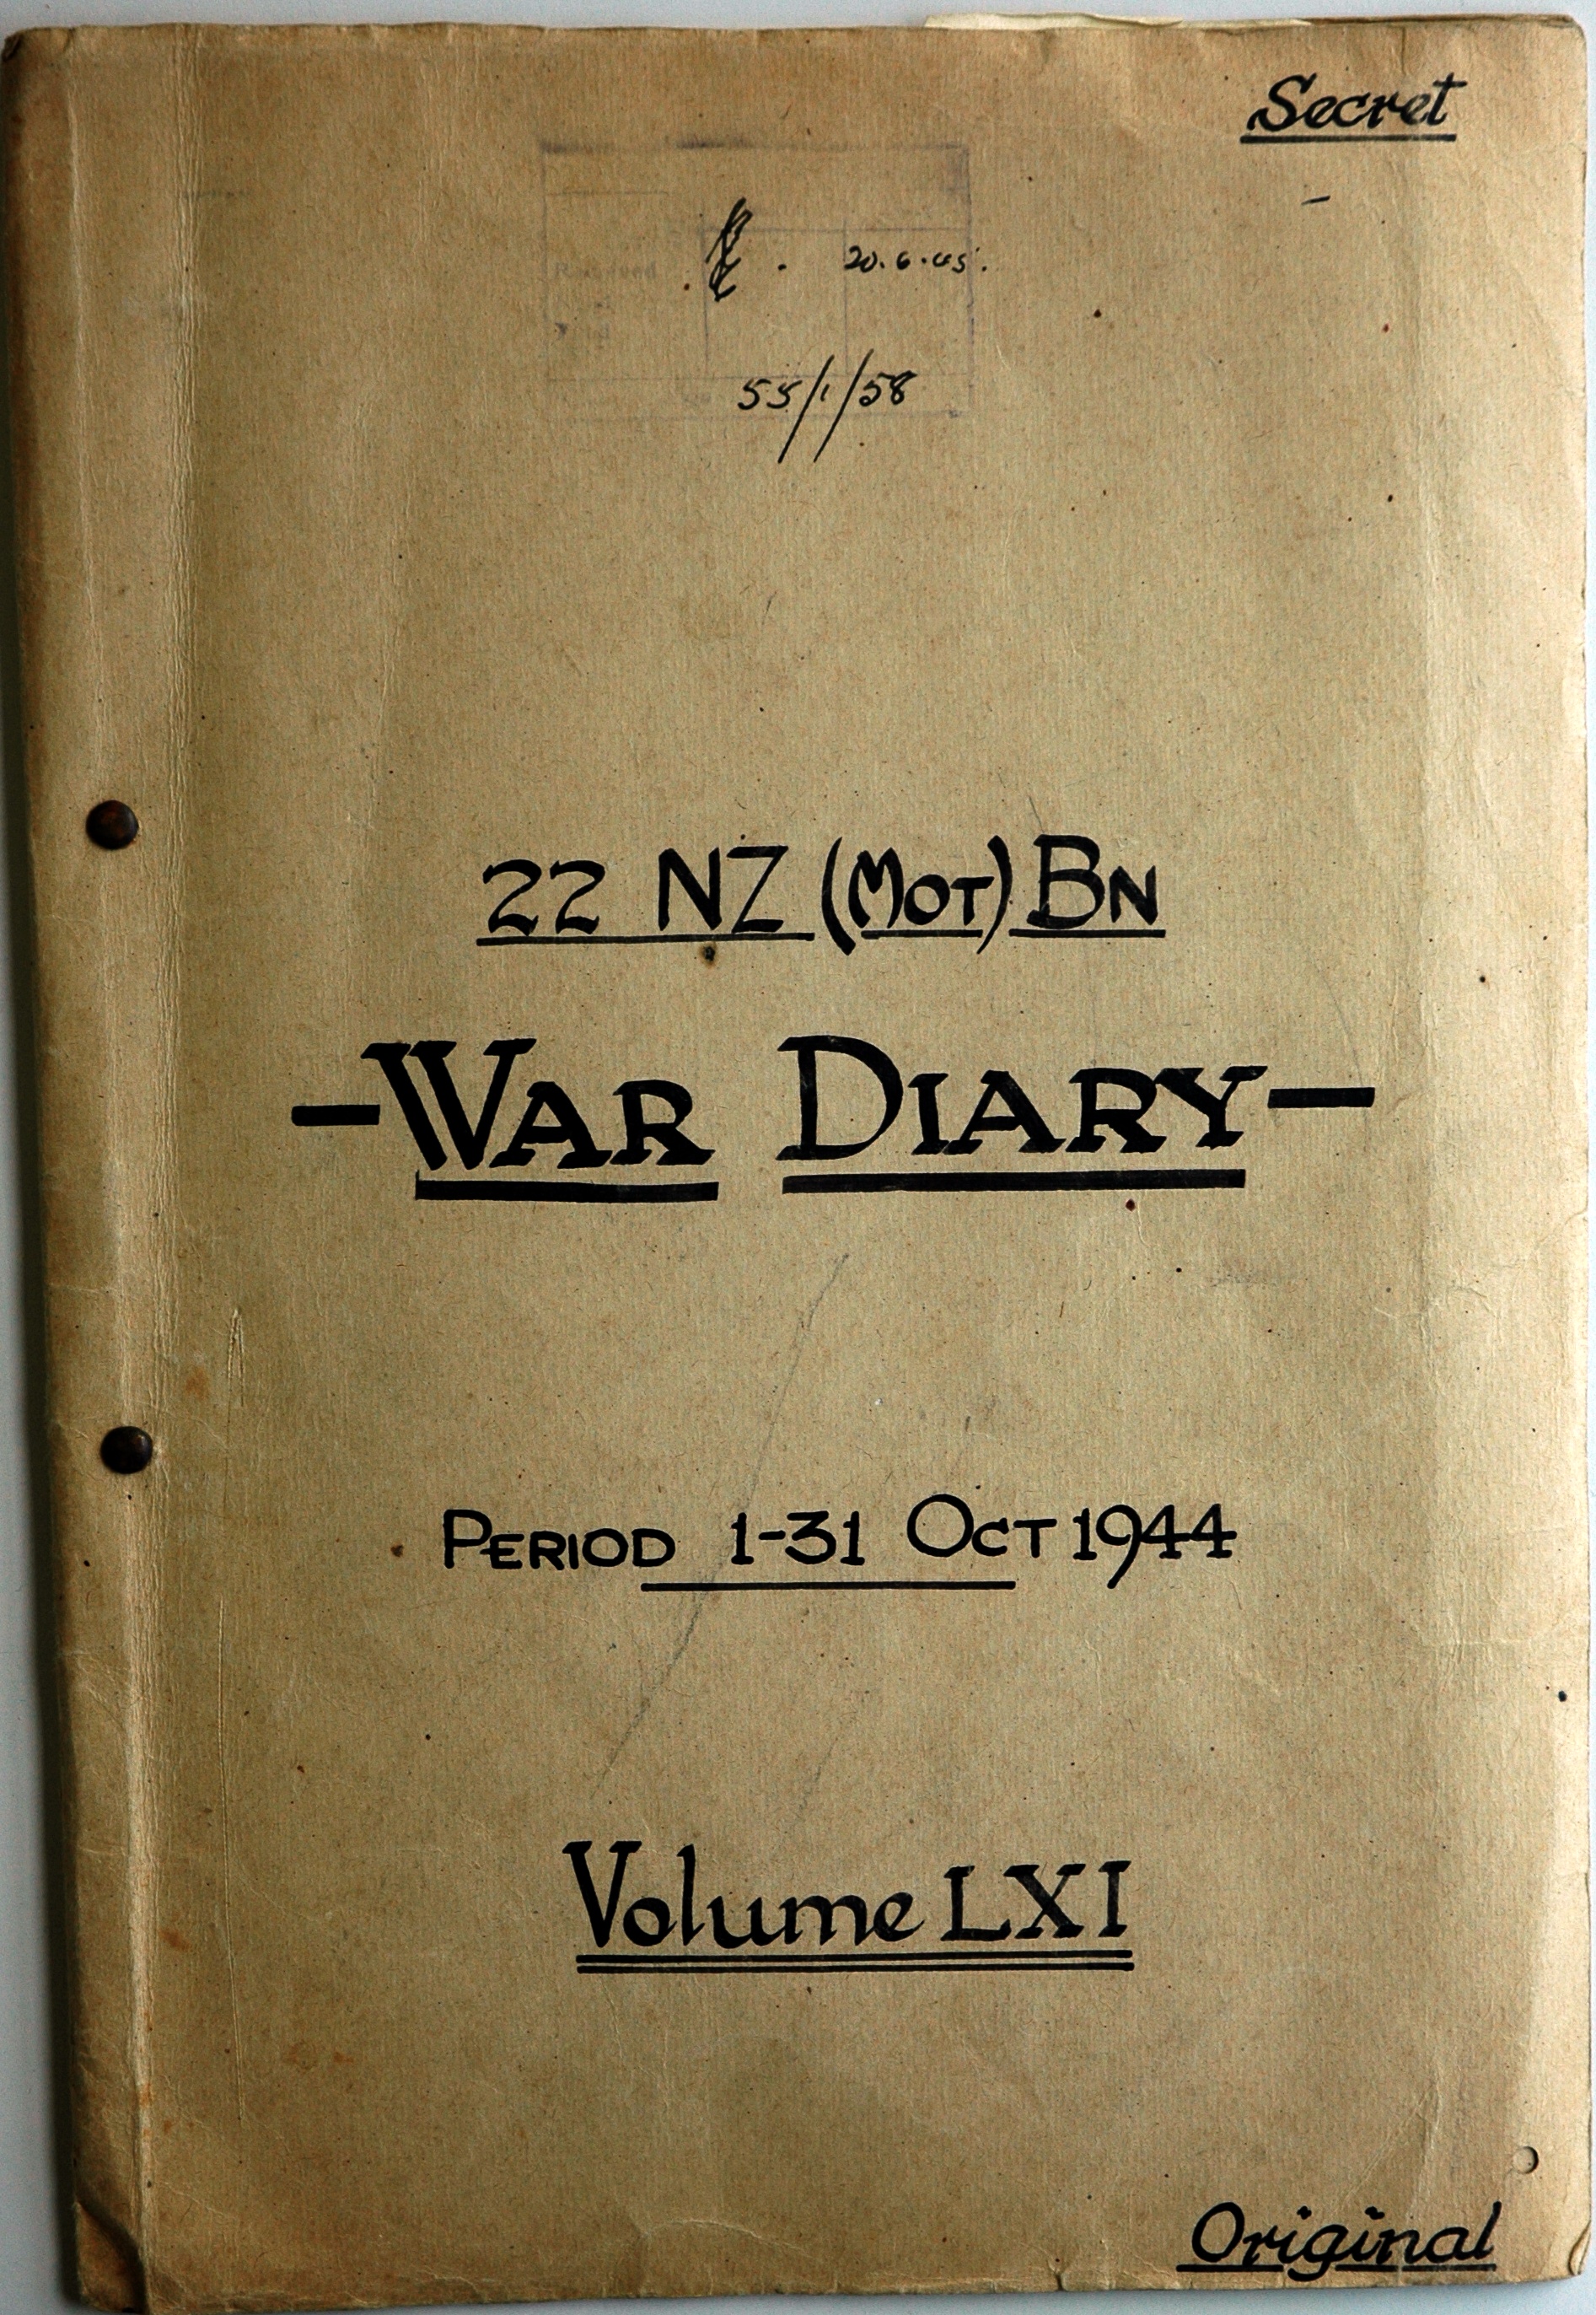 Secret
20.6.45.
Received
55/1/58
22 NZ (MOT) BN
-WAR DIARY-
PERIOD 1-31 OCT 1944
Volume LXI
Original